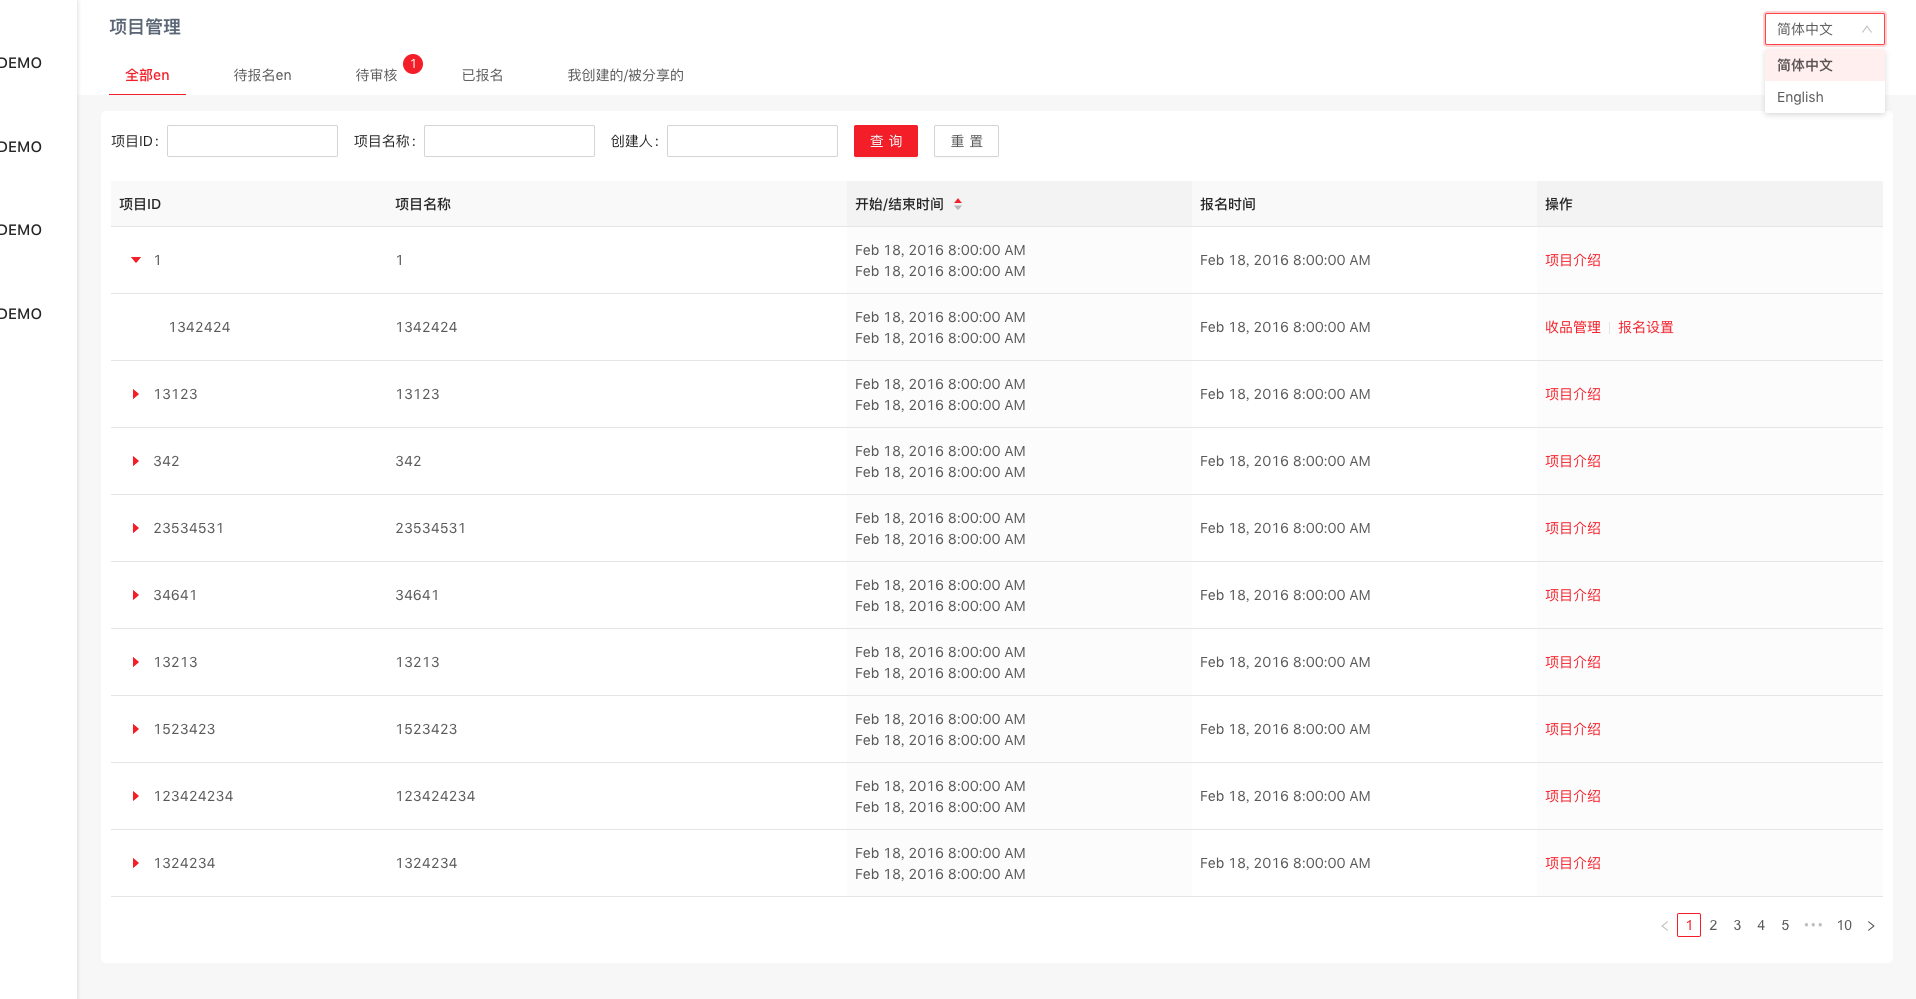 项目管理
简体中文
简体中文
English
DEMO
DEMO
DEMO
DEMO
全部en 待报名en 待审核 1 已报名 我创建的/被分享的
项目ID: 项目名称: 创建人: 查 询 重 置
项目ID 项目名称 开始/结束时间 报名时间 操作
1 1 Feb 18, 2016 8:00:00 AM Feb 18, 2016 8:00:00 AM 项目介绍
Feb 18, 2016 8:00:00 AM
1342424 1342424 Feb 18, 2016 8:00:00 AM Feb 18, 2016 8:00:00 AM 收品管理 报名设置
Feb 18, 2016 8:00:00 AM
13123 13123 Feb 18, 2016 8:00:00 AM Feb 18, 2016 8:00:00 AM 项目介绍
Feb 18, 2016 8:00:00 AM
342 342 Feb 18, 2016 8:00:00 AM Feb 18, 2016 8:00:00 AM 项目介绍
Feb 18, 2016 8:00:00 AM
23534531 23534531 Feb 18, 2016 8:00:00 AM Feb 18, 2016 8:00:00 AM 项目介绍
Feb 18, 2016 8:00:00 AM
34641 34641 Feb 18, 2016 8:00:00 AM Feb 18, 2016 8:00:00 AM 项目介绍
Feb 18, 2016 8:00:00 AM
13213 13213 Feb 18, 2016 8:00:00 AM Feb 18, 2016 8:00:00 AM 项目介绍
Feb 18, 2016 8:00:00 AM
1523423 1523423 Feb 18, 2016 8:00:00 AM Feb 18, 2016 8:00:00 AM 项目介绍
Feb 18, 2016 8:00:00 AM
123424234 123424234 Feb 18, 2016 8:00:00 AM Feb 18, 2016 8:00:00 AM 项目介绍
Feb 18, 2016 8:00:00 AM
1324234 1324234 Feb 18, 2016 8:00:00 AM Feb 18, 2016 8:00:00 AM 项目介绍
Feb 18, 2016 8:00:00 AM
< 1 2 3 4 5 ••• 10 >